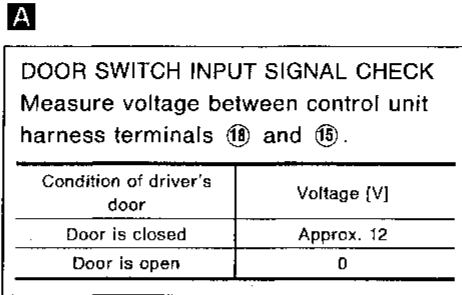 A
DOOR SWITCH INPUT SIGNAL CHECK
Measure voltage between control unit
harness terminals ⑱ and ⑮.
Condition of driver's
door
Voltage [V]
Door is closed Approx. 12
Door is open 0